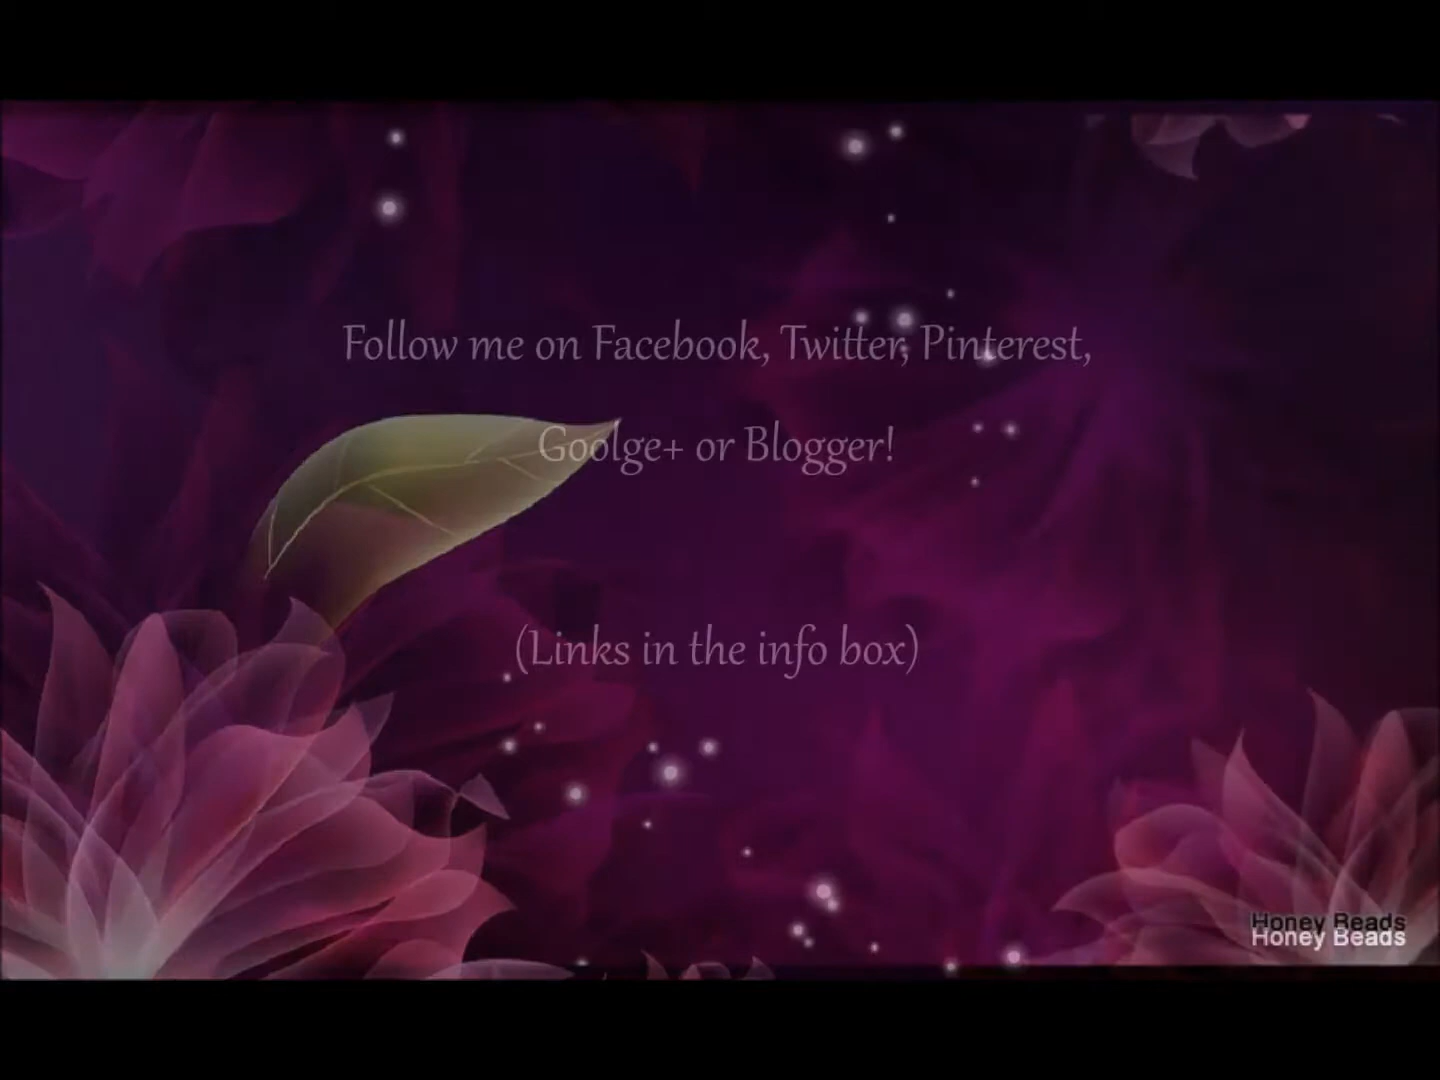 Follow me on Facebook, Twitter, Pinterest,
Goolge+ or Blogger!
(Links in the info box)
Honey Beads
Honey Beads